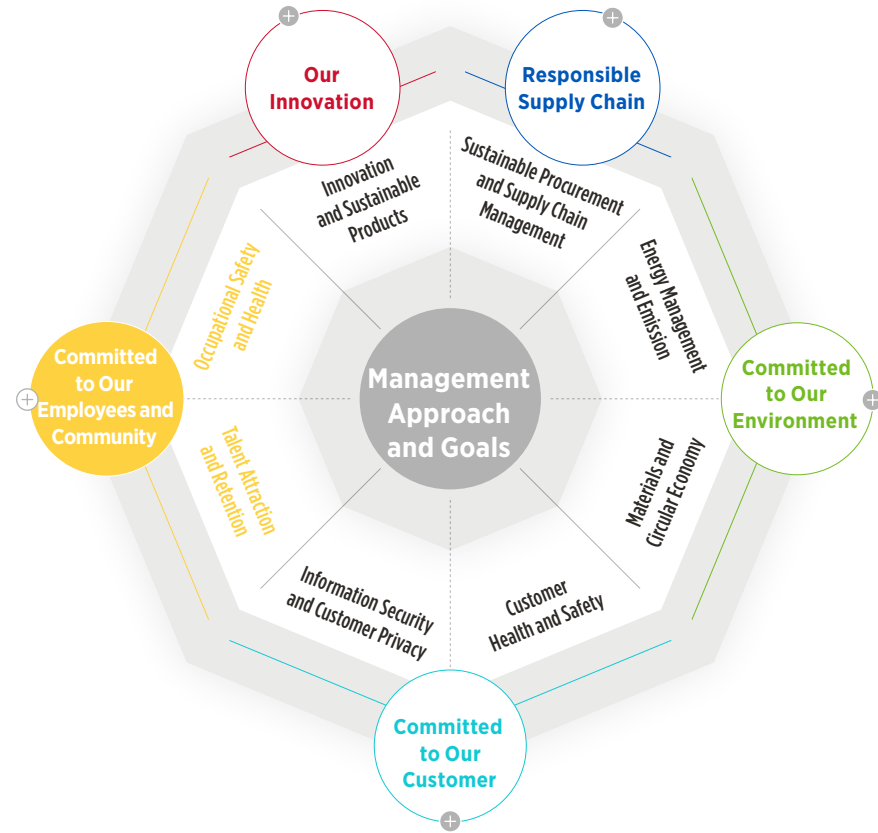 Our
Innovation
Responsible
Supply Chain
Innovation
and Sustainable
Products
Sustainable Procurement
and Supply Chain
Management
Occupational Safety
and Health
Energy Management
and Emission
Committed
to Our
Employees and
Community
Management
Approach
and Goals
Committed
to Our
Environment
Talent Attraction
and Retention
Materials and
Circular Economy
Information Security
and Customer Privacy
Customer
Health and Safety
Committed
to Our
Customer